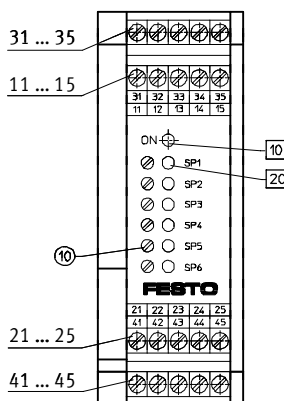 31 ... 35
11 ... 15
31 32 33 34 35
11 12 13 14 15
ON
10
SP1
20
SP2
SP3
SP4
10
SP5
SP6
FESTO
21 22 23 24 25
41 42 43 44 45
21 ... 25
41 ... 45